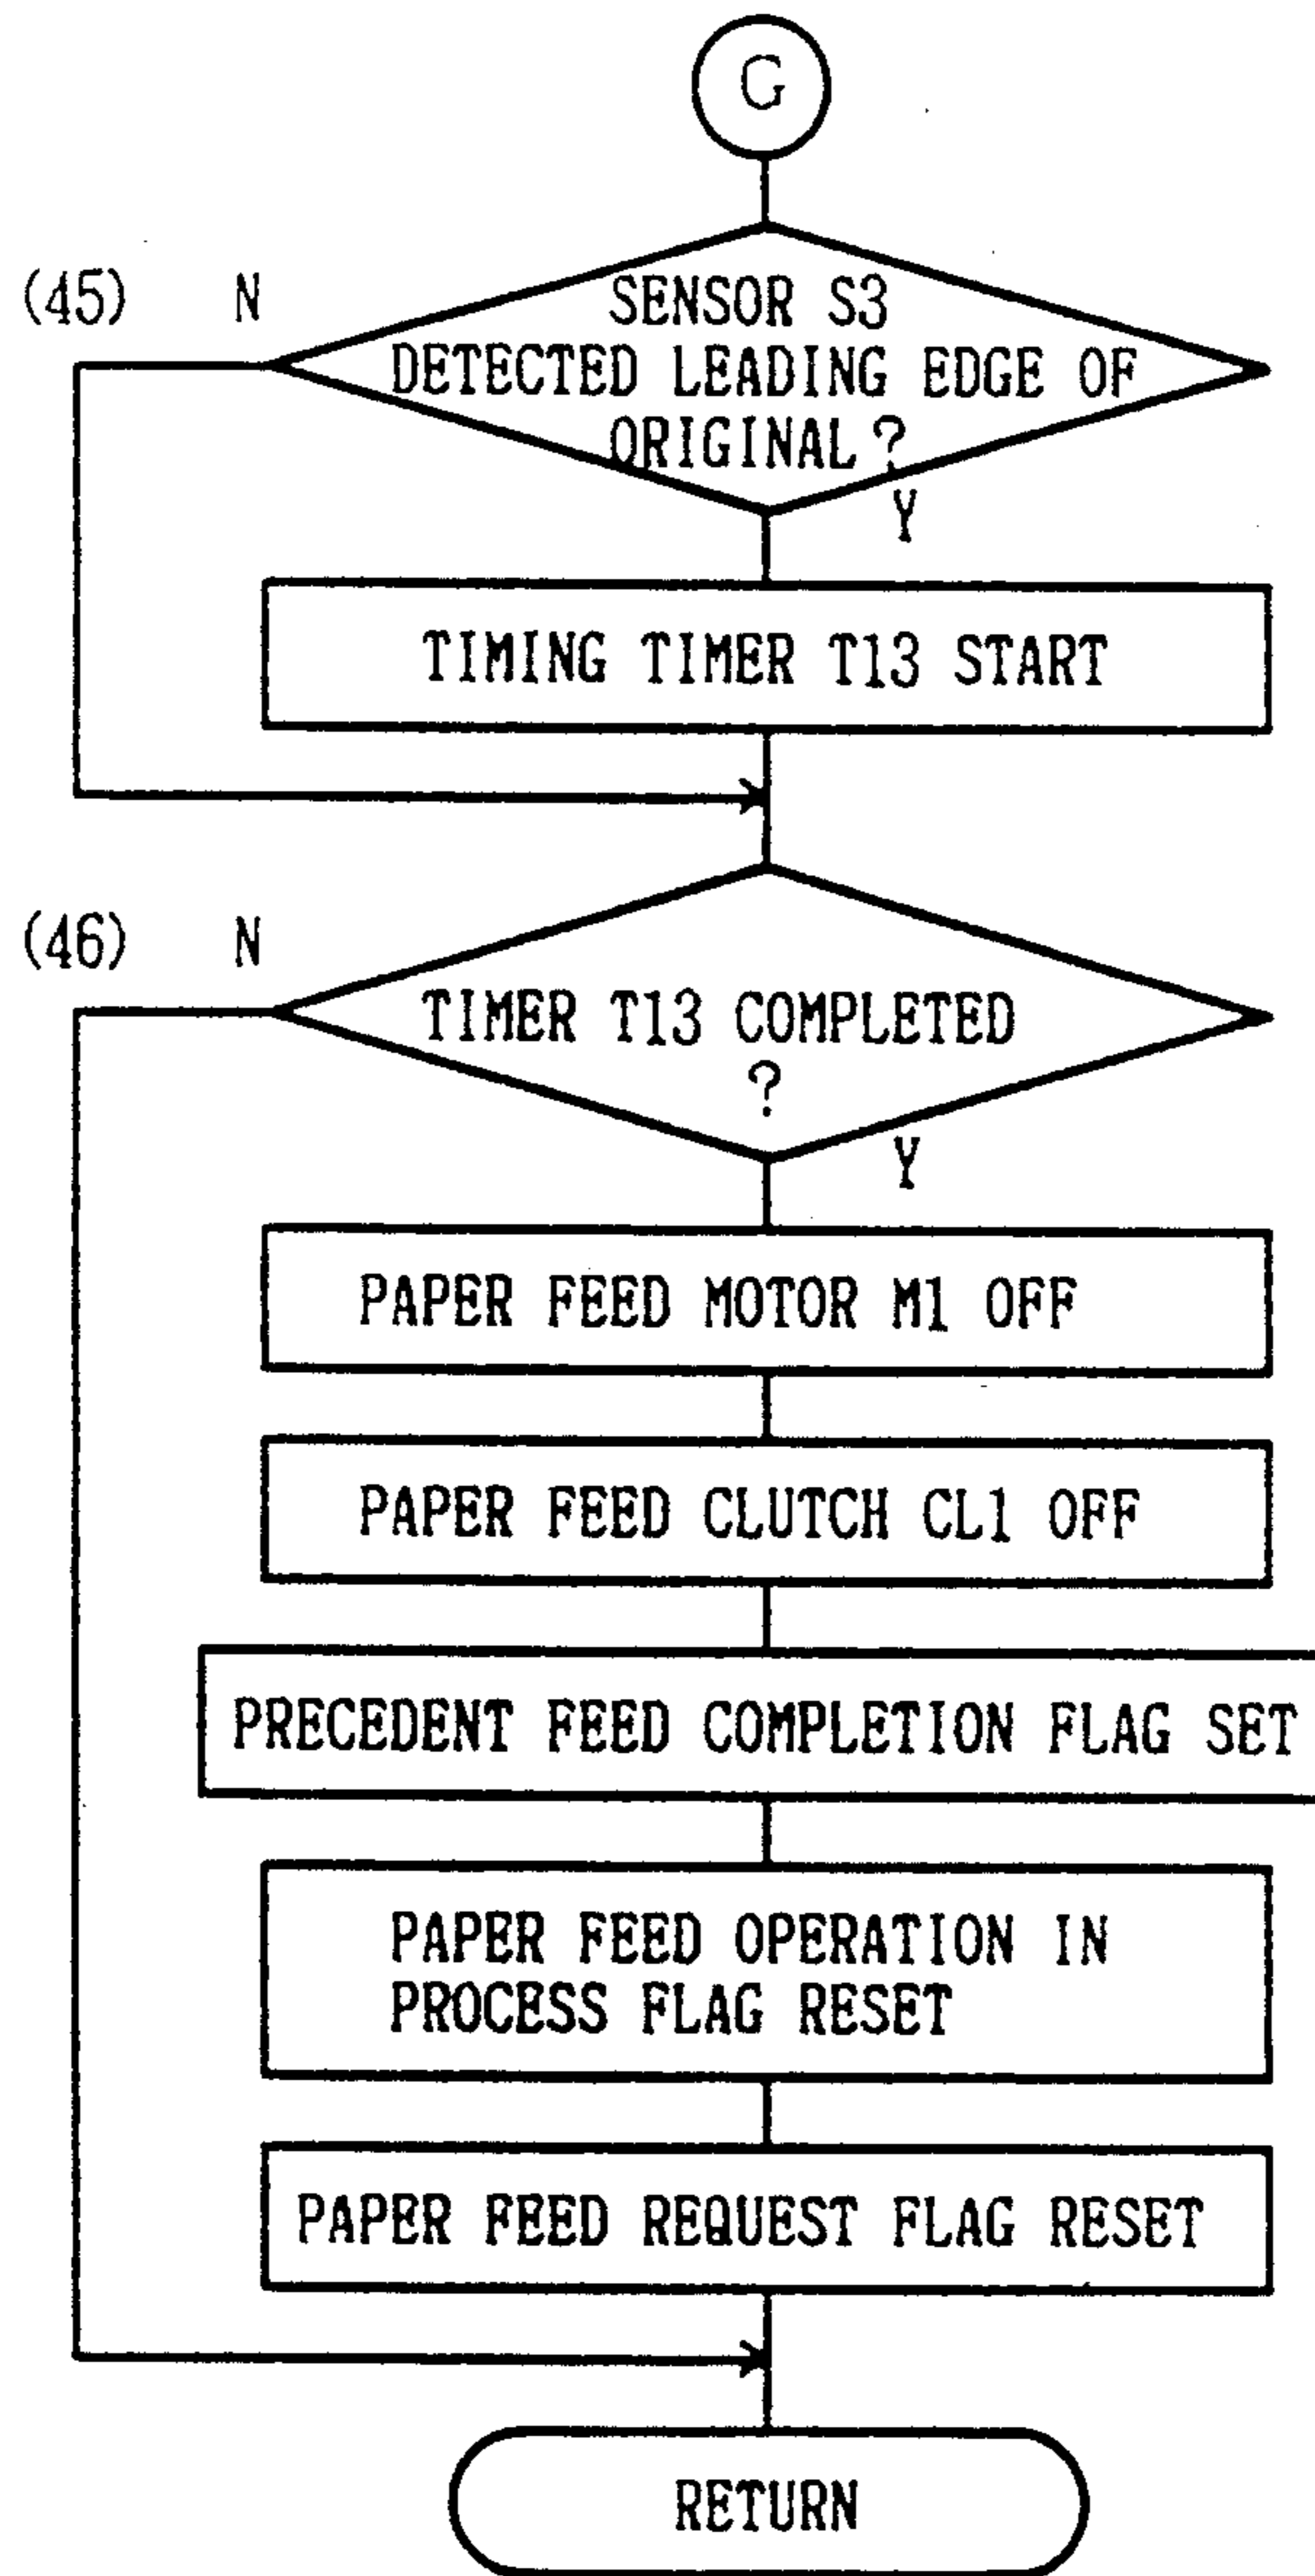 G
(45) N
SENSOR S3
DETECTED LEADING EDGE OF
ORIGINAL ?
Y
TIMING TIMER T13 START
(46) N
TIMER T13 COMPLETED
?
Y
PAPER FEED MOTOR M1 OFF
PAPER FEED CLUTCH CL1 OFF
PRECEDENT FEED COMPLETION FLAG SET
PAPER FEED OPERATION IN
PROCESS FLAG RESET
PAPER FEED REQUEST FLAG RESET
RETURN